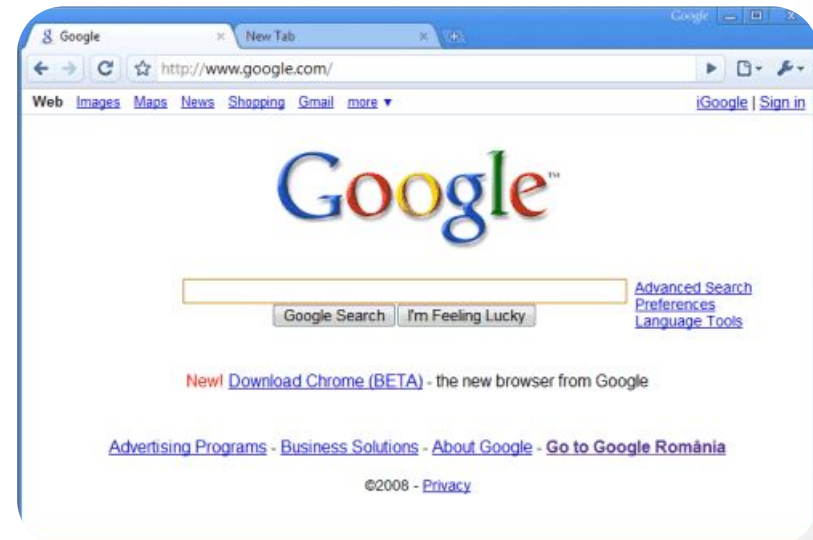 Google
Google New Tab
http://www.google.com/
Web Images Maps News Shopping Gmail more ▼ iGoogle | Sign in
Google™
Advanced Search
Preferences
Language Tools
Google Search I'm Feeling Lucky
New! Download Chrome (BETA) - the new browser from Google
Advertising Programs - Business Solutions - About Google - Go to Google România
©2008 - Privacy